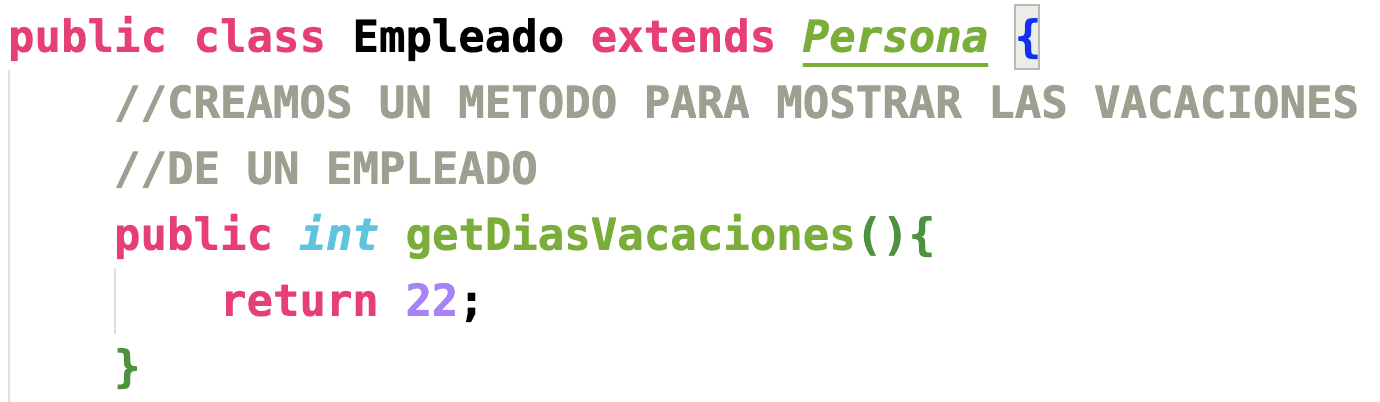 public class Empleado extends Persona {
    //CREAMOS UN METODO PARA MOSTRAR LAS VACACIONES
    //DE UN EMPLEADO
    public int getDiasVacaciones(){
        return 22;
    }